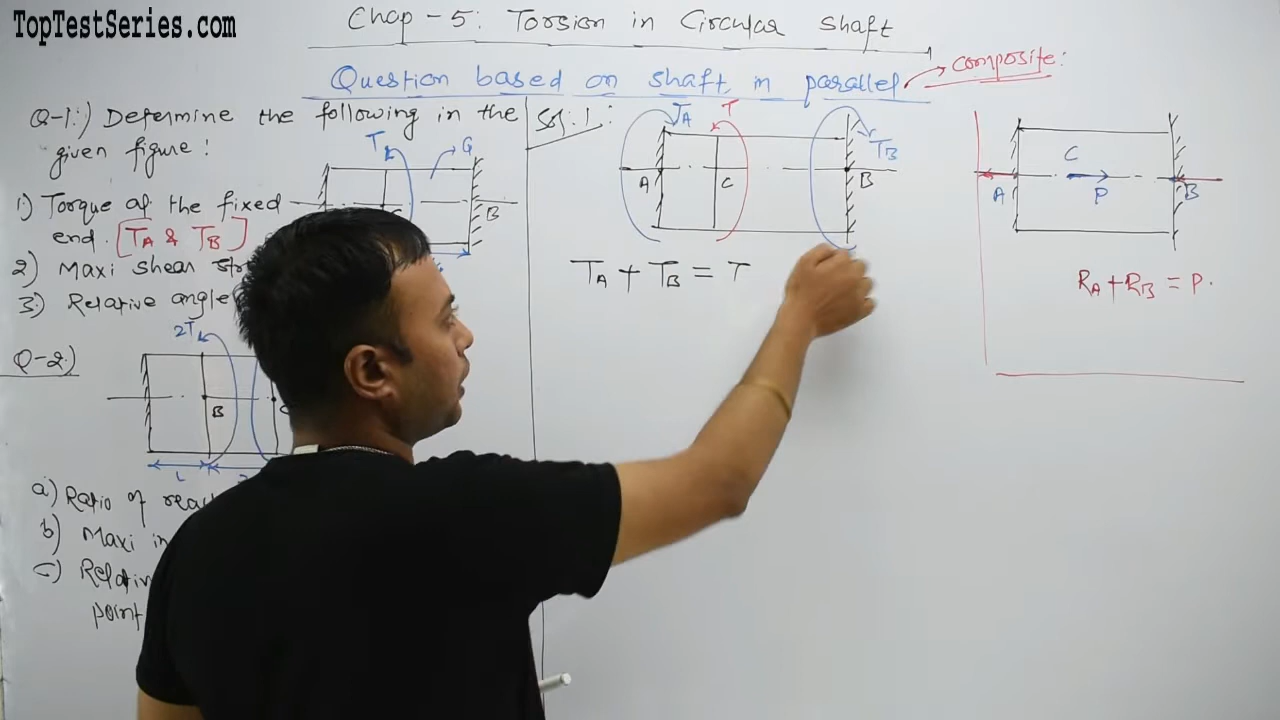 TopTestSeries.com
Chap - 5: Torsion in Circular shaft
Question based on shaft in parallel
composite:
Q-1:) Determine the following in the
given figure:
T
G
B
1) Torque at the fixed
end. [TA & TB]
2) Maxi shear
3) Relative angle
Q-2)
2T
B
L
a) Ratio of
b) Maxi
c)
point
Sol: 1:
TA
T
TB
A
C
B
TA + TB = T
C
A
P
B
RA + RB = P.